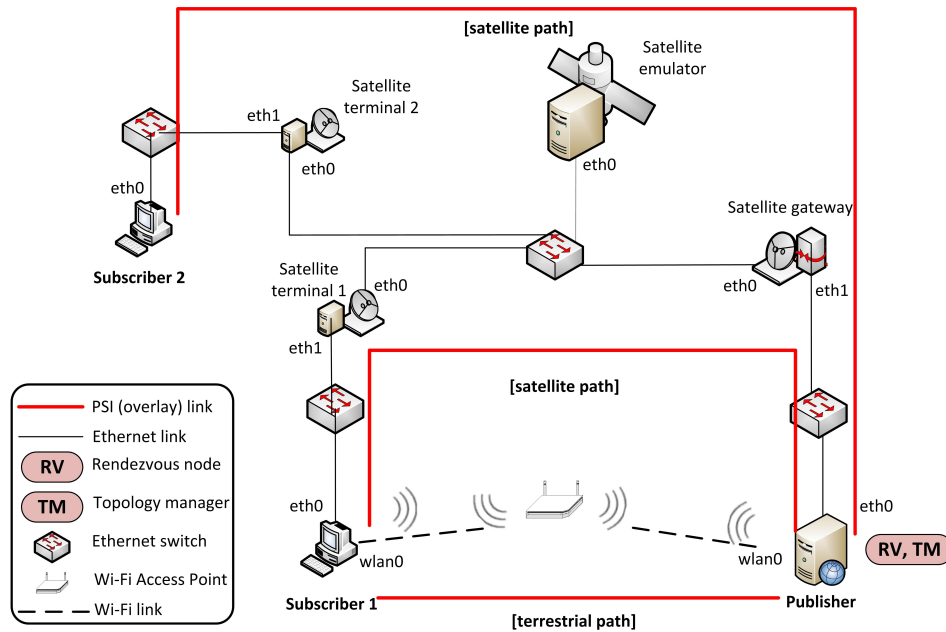 [satellite path]
Satellite
emulator
Satellite
terminal 2
eth1
eth0
eth0
eth0
Subscriber 2
Satellite gateway
eth0
eth1
Satellite
terminal 1
eth0
eth1
[satellite path]
PSI (overlay) link
Ethernet link
RV
Rendezvous node
TM
Topology manager
Ethernet switch
Wi-Fi Access Point
Wi-Fi link
eth0
wlan0
Subscriber 1
eth0
wlan0
RV, TM
Publisher
[terrestrial path]